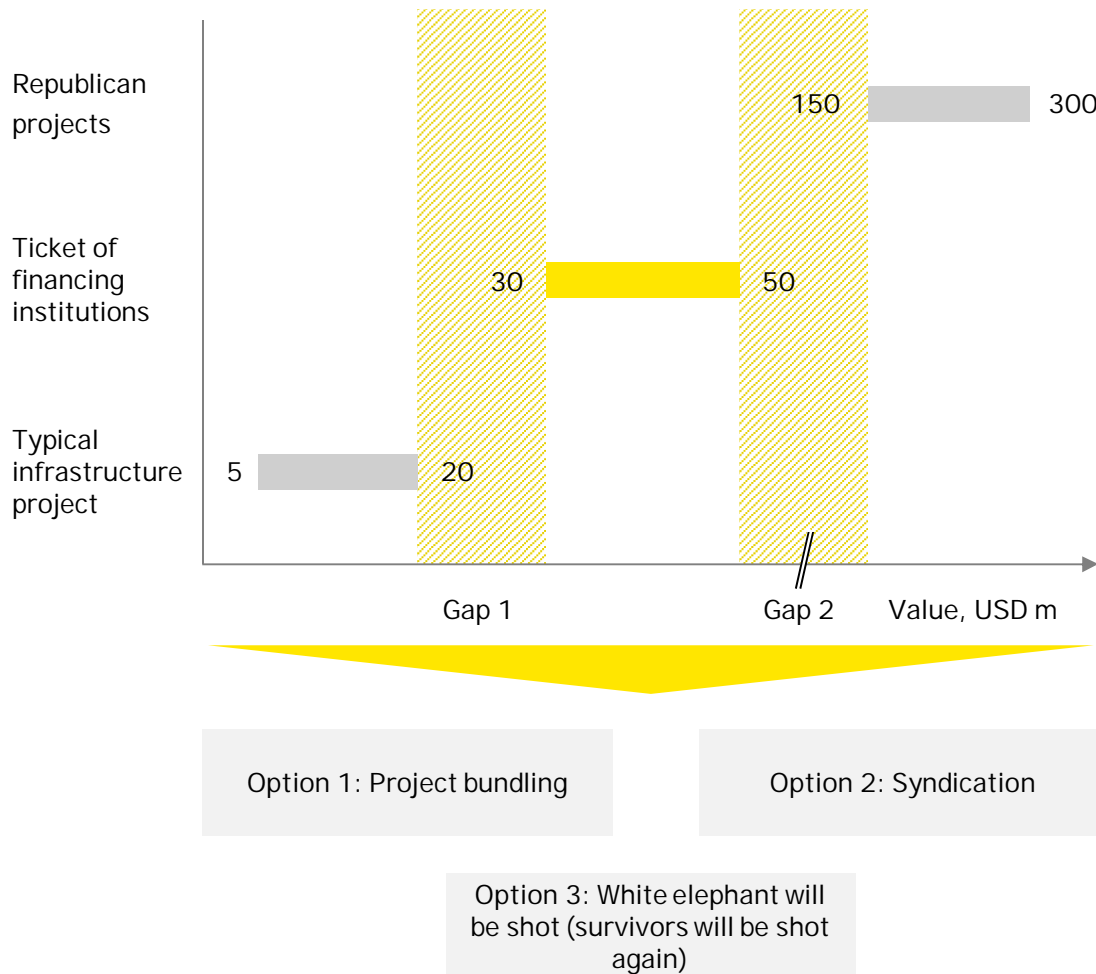 Republican
projects
150
300
Ticket of
financing
institutions
30
50
Typical
infrastructure
project
5
20
Gap 1
Gap 2
Value, USD m
Option 1: Project bundling
Option 2: Syndication
Option 3: White elephant will
be shot (survivors will be shot
again)